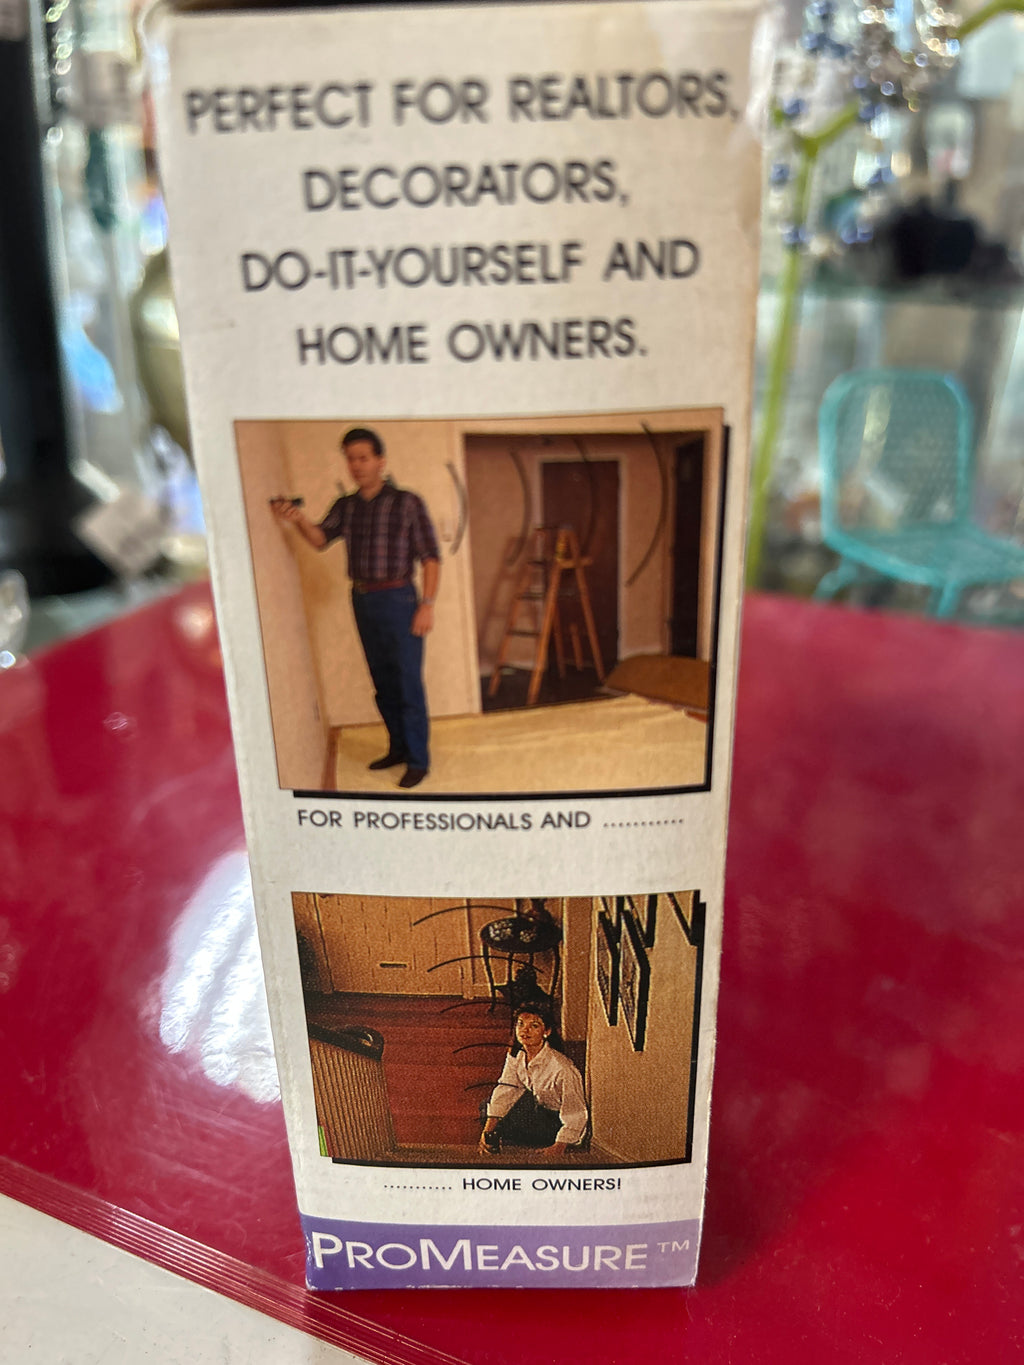 PERFECT FOR REALTORS,
DECORATORS,
DO-IT-YOURSELF AND
HOME OWNERS.
FOR PROFESSIONALS AND ............
........... HOME OWNERS!
PROMEASURE™